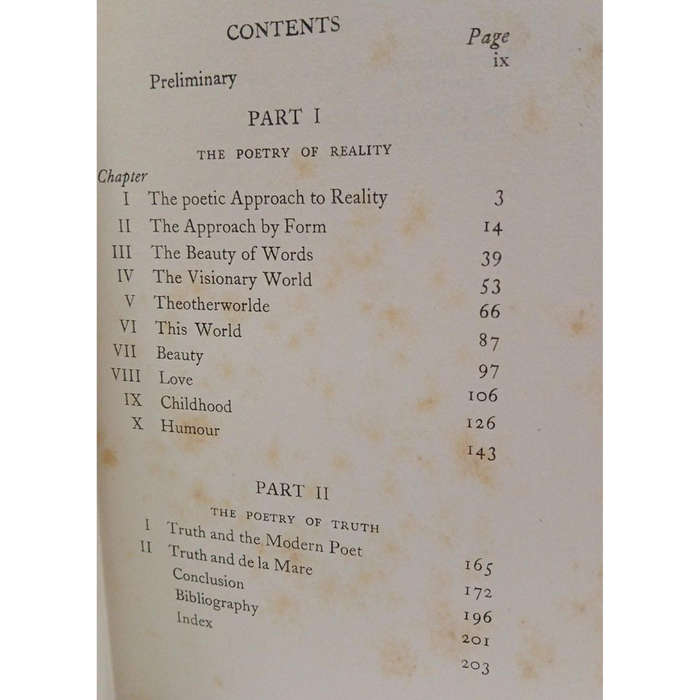 CONTENTS
Page
Preliminary ix
PART I
THE POETRY OF REALITY
Chapter
I The poetic Approach to Reality 3
II The Approach by Form 14
III The Beauty of Words 39
IV The Visionary World 53
V Theotherworlde 66
VI This World 87
VII Beauty 97
VIII Love 106
IX Childhood 126
X Humour 143
PART II
THE POETRY OF TRUTH
I Truth and the Modern Poet 165
II Truth and de la Mare 172
Conclusion 196
Bibliography 201
Index 203